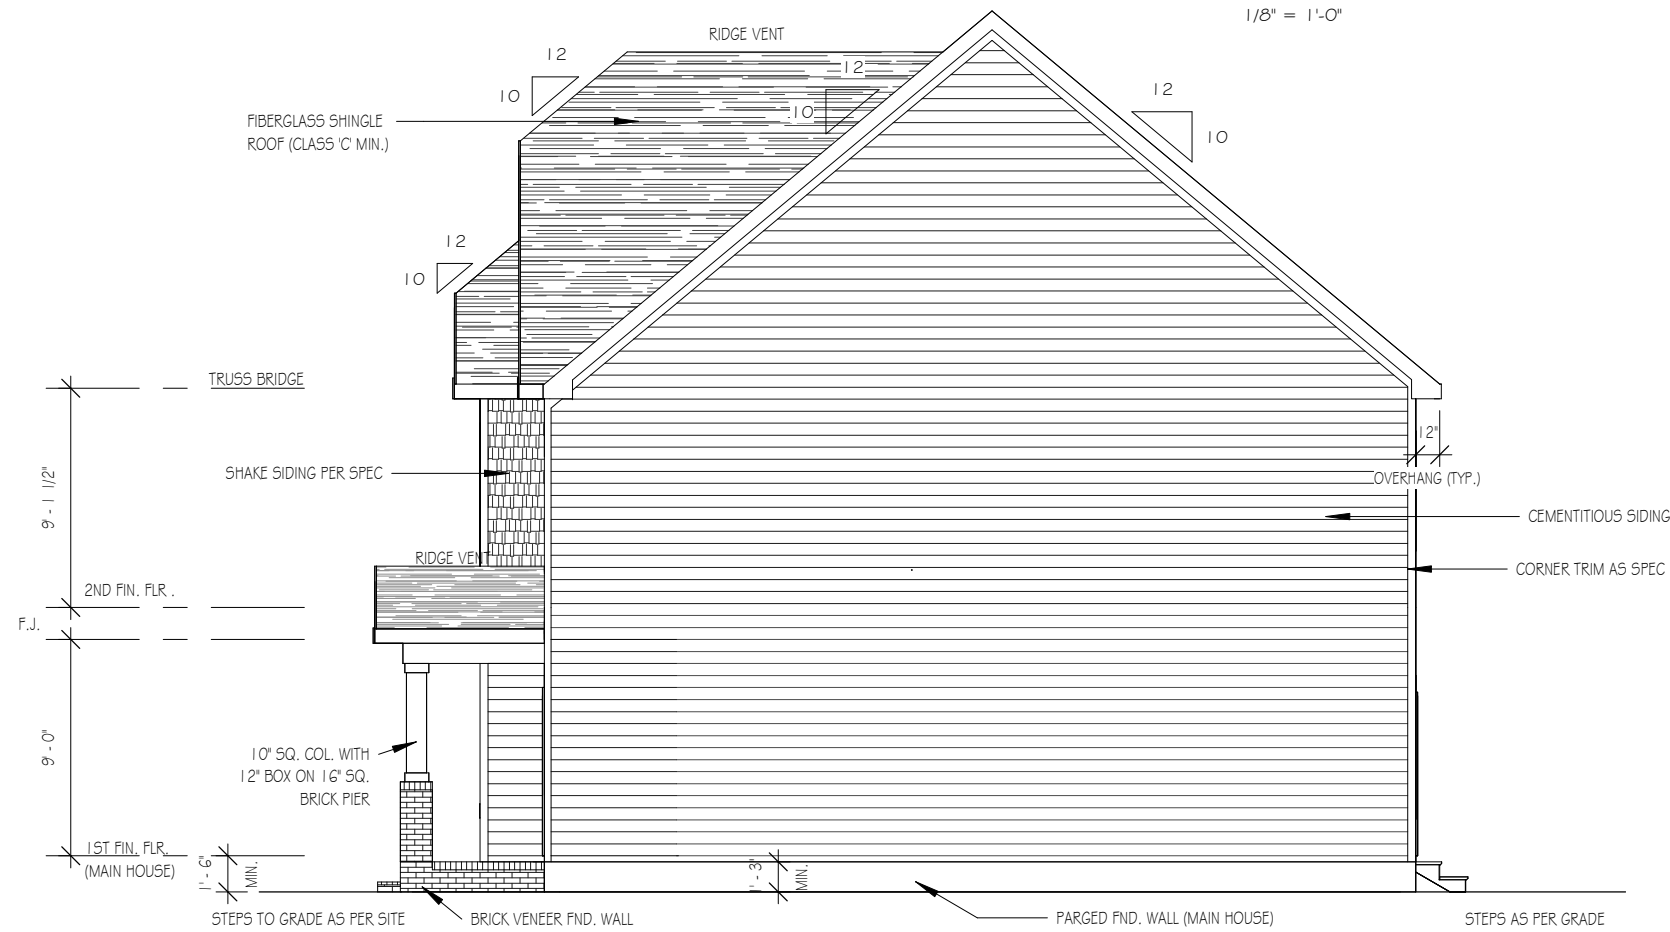 1/8" = 1'-0"
RIDGE VENT
12
10
12
10
12
10
FIBERGLASS SHINGLE
ROOF (CLASS 'C' MIN.)
12
10
TRUSS BRIDGE
12"
OVERHANG (TYP.)
9' - 1 1/2"
SHAKE SIDING PER SPEC
CEMENTITIOUS SIDING
RIDGE VENT
CORNER TRIM AS SPEC
2ND FIN. FLR .
F.J.
9' - 0"
10" SQ. COL. WITH
12" BOX ON 16" SQ.
BRICK PIER
1ST FIN. FLR.
(MAIN HOUSE)
1' - 6"
MIN.
1' - 3"
MIN.
STEPS TO GRADE AS PER SITE
BRICK VENEER FND. WALL
PARGED FND. WALL (MAIN HOUSE)
STEPS AS PER GRADE